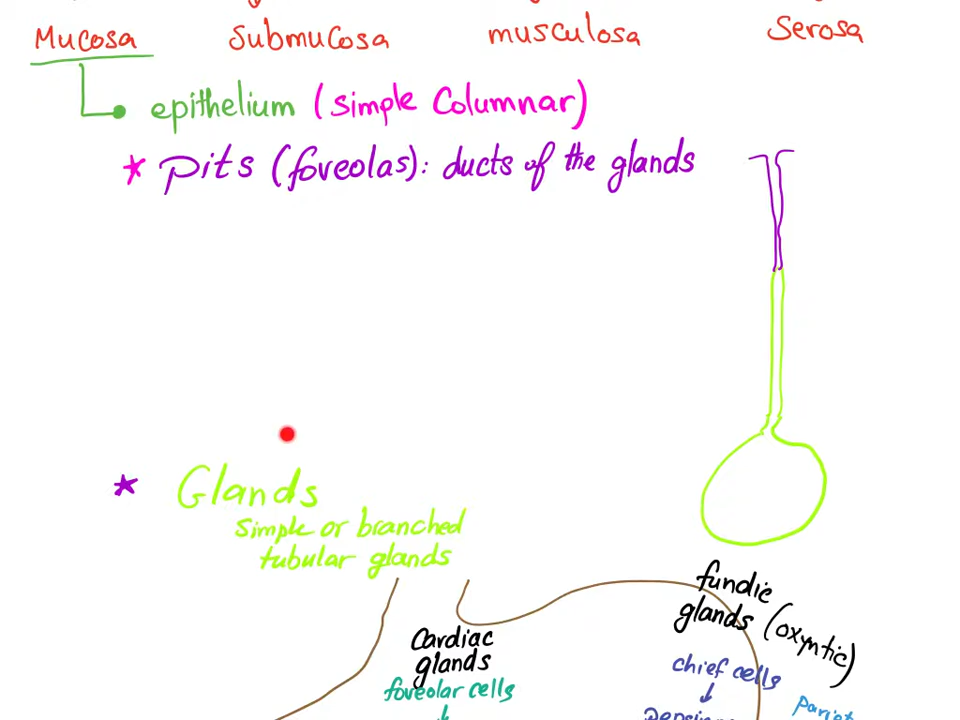 Mucosa submucosa musculosa Serosa
epithelium (simple Columnar)
* pits (foveolas): ducts of the glands
* Glands
simple or branched
tubular glands
fundic
glands (oxyntic)
Cardiac
glands
chief cells
foveolar cells